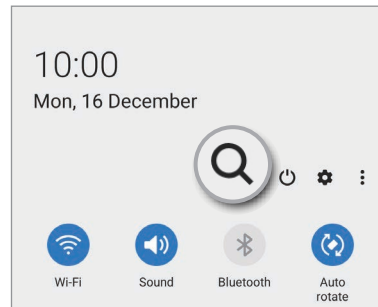 10:00
Mon, 16 December
Wi-Fi
Sound
Bluetooth
Auto
rotate